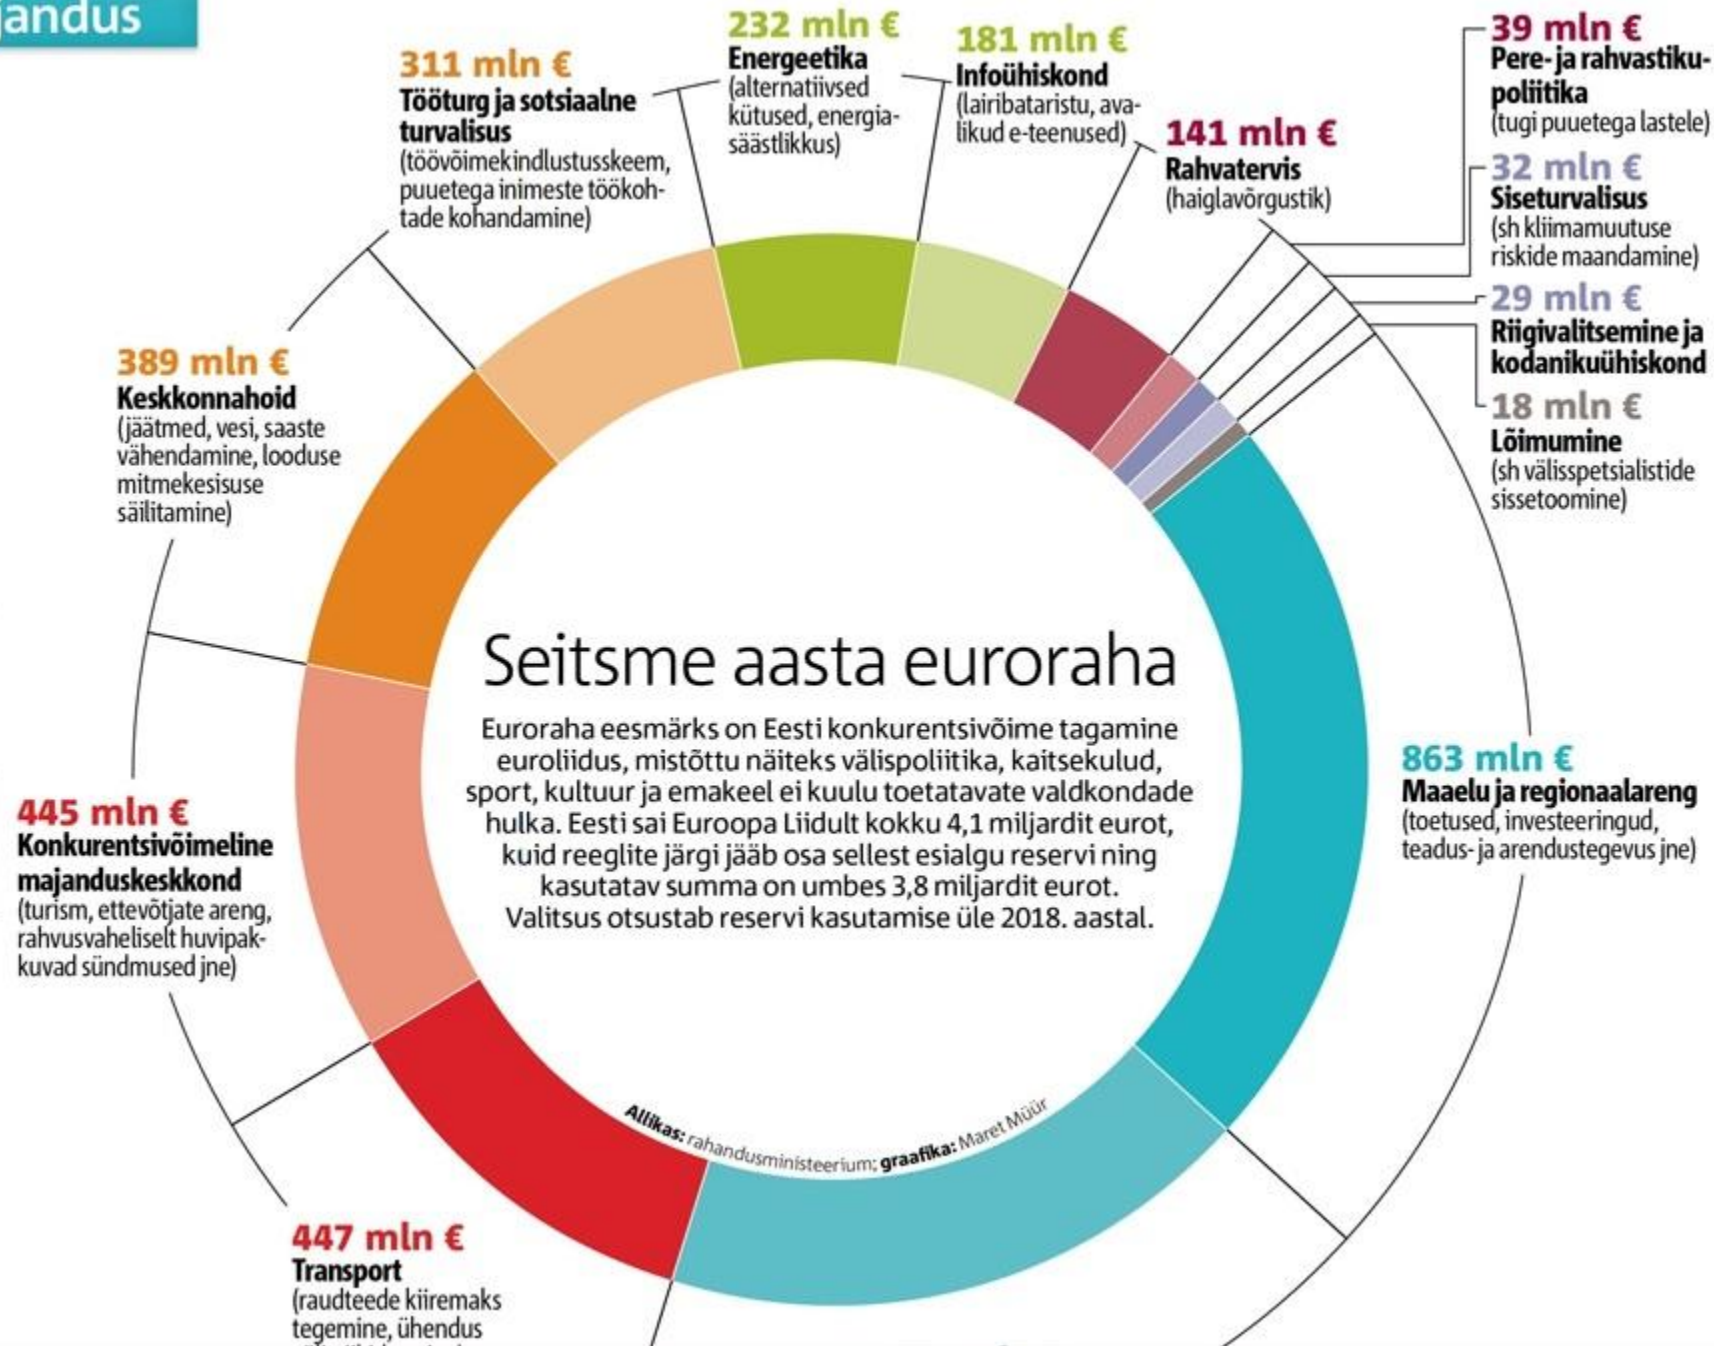 311 mln €
Tööturg ja sotsiaalne
turvalisus
(töövõimekindlustusskeem,
puuetega inimeste töökoh-
tade kohandamine)
232 mln €
Energeetika
(alternatiivsed
kütused, energia-
säästlikkus)
181 mln €
Infoühiskond
(lairibataristu, ava-
likud e-teenused)
141 mln €
Rahvatervis
(haiglavõrgustik)
39 mln €
Pere- ja rahvastiku-
poliitika
(tugi puuetega lastele)
32 mln €
Siseturvalisus
(sh kliimamuutuse
riskide maandamine)
29 mln €
Riigivalitsemine ja
kodanikuühiskond
18 mln €
Lõimumine
(sh välisspetsialistide
sissetoomine)
389 mln €
Keskkonnahoid
(jäätmed, vesi, saaste
vähendamine, looduse
mitmekesisuse
säilitamine)
Seitsme aasta euroraha
Euroraha eesmärks on Eesti konkurentsivõime tagamine
euroliidus, mistõttu näiteks välispoliitika, kaitsekulud,
sport, kultuur ja emakeel ei kuulu toetatavate valdkondade
hulka. Eesti sai Euroopa Liidult kokku 4,1 miljardit eurot,
kuid reeglite järgi jääb osa sellest esialgu reservi ning
kasutatav summa on umbes 3,8 miljardit eurot.
Valitsus otsustab reservi kasutamise üle 2018. aastal.
863 mln €
Maaelu ja regionaalareng
(toetused, investeeringud,
teadus- ja arendustegevus jne)
445 mln €
Konkurentsivõimeline
majanduskeskkond
(turism, ettevõtjate areng,
rahvusvaheliselt huvipak-
kuvad sündmused jne)
Allikas: rahandusministeerium; graafika: Maret Müür
447 mln €
Transport
(raudteede kiiremaks
tegemine, ühendus